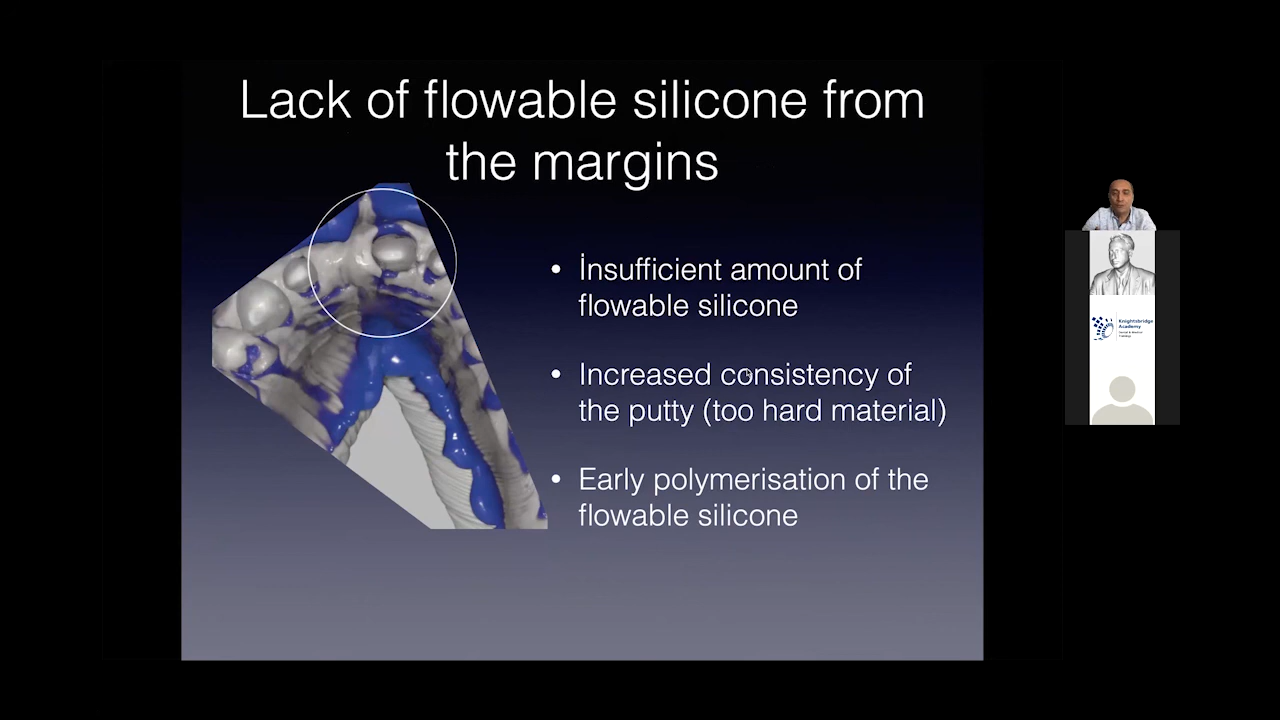 Lack of flowable silicone from
the margins
• İnsufficient amount of
flowable silicone
• Increased consistency of
the putty (too hard material)
• Early polymerisation of the
flowable silicone
Knightsbridge
Academy